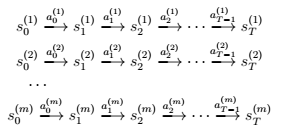 $s_0^{(1)} \xrightarrow{a_0^{(1)}} s_1^{(1)} \xrightarrow{a_1^{(1)}} s_2^{(1)} \xrightarrow{a_2^{(1)}} \cdots \xrightarrow{a_{T-1}^{(1)}} s_T^{(1)}$
$s_0^{(2)} \xrightarrow{a_0^{(2)}} s_1^{(2)} \xrightarrow{a_1^{(2)}} s_2^{(2)} \xrightarrow{a_2^{(2)}} \cdots \xrightarrow{a_{T-1}^{(2)}} s_T^{(2)}$
$\cdots$
$s_0^{(m)} \xrightarrow{a_0^{(m)}} s_1^{(m)} \xrightarrow{a_1^{(m)}} s_2^{(m)} \xrightarrow{a_2^{(m)}} \cdots \xrightarrow{a_{T-1}^{(m)}} s_T^{(m)}$